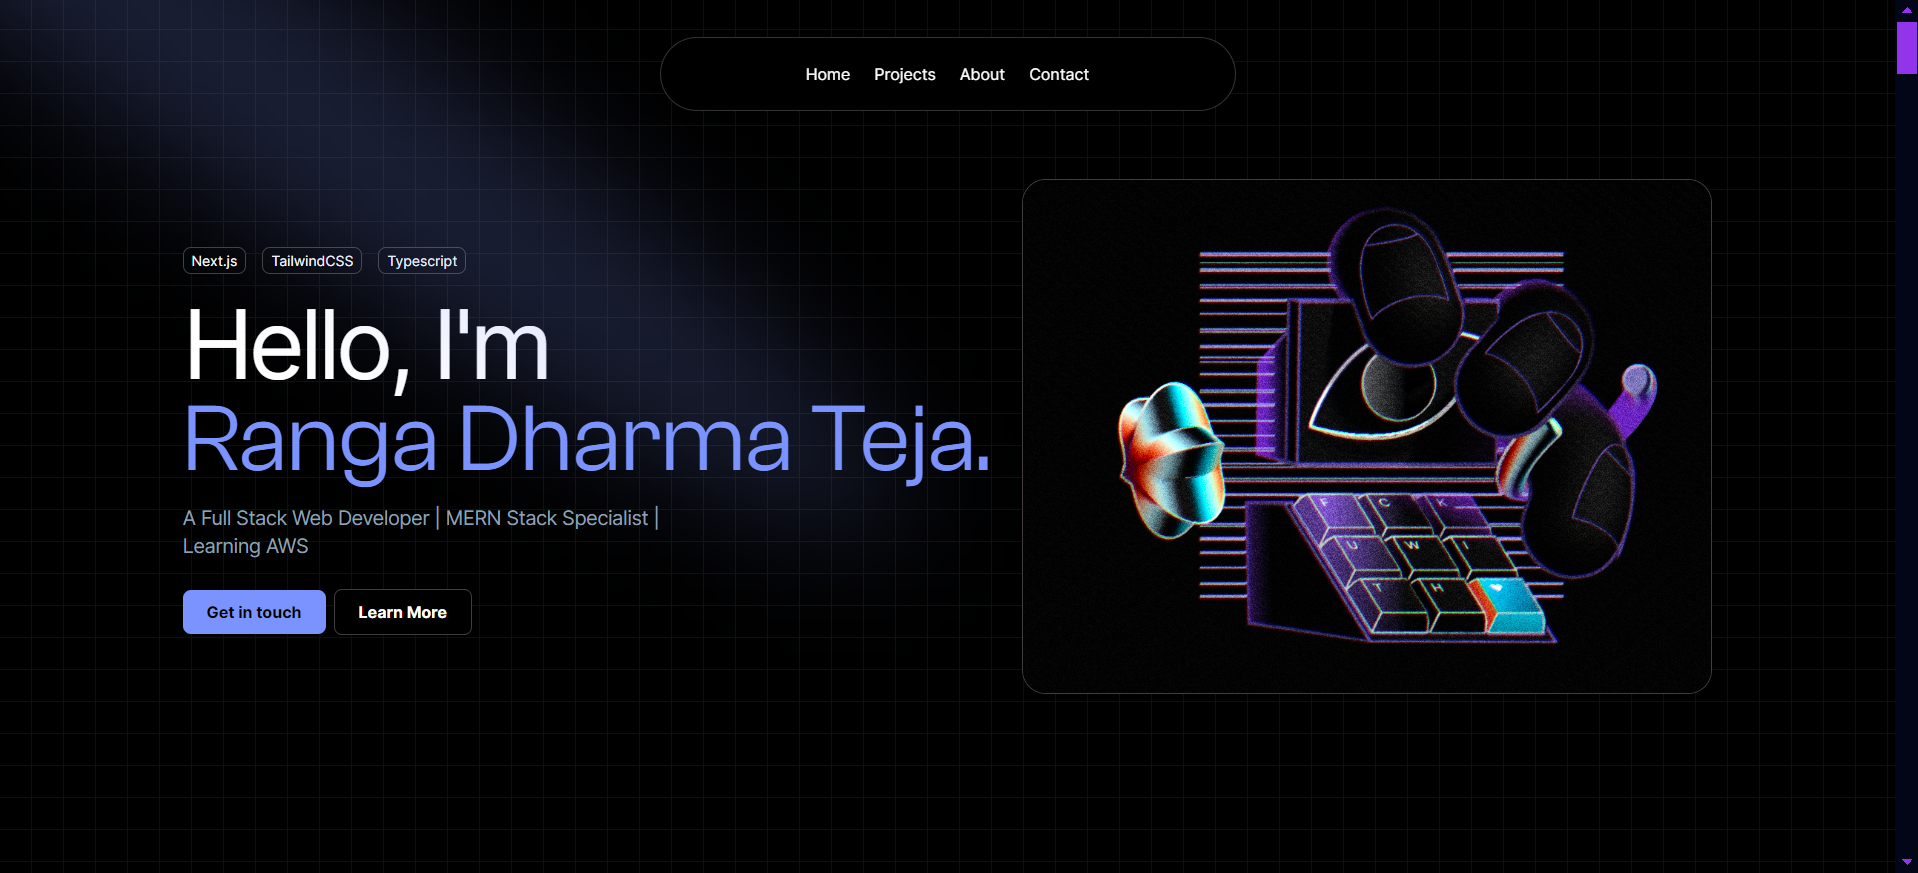 Home Projects About Contact
Next.js TailwindCSS Typescript
Hello, I'm
Ranga Dharma Teja.
A Full Stack Web Developer | MERN Stack Specialist |
Learning AWS
Get in touch Learn More
F C K
U W I
T H